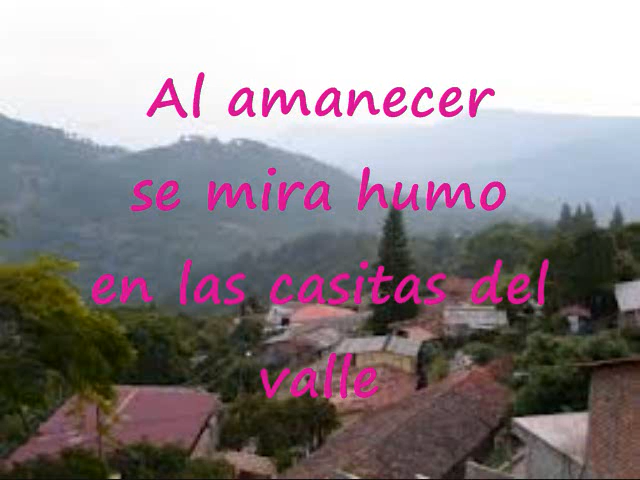 Al amanecer
se mira humo
en las casitas del
valle